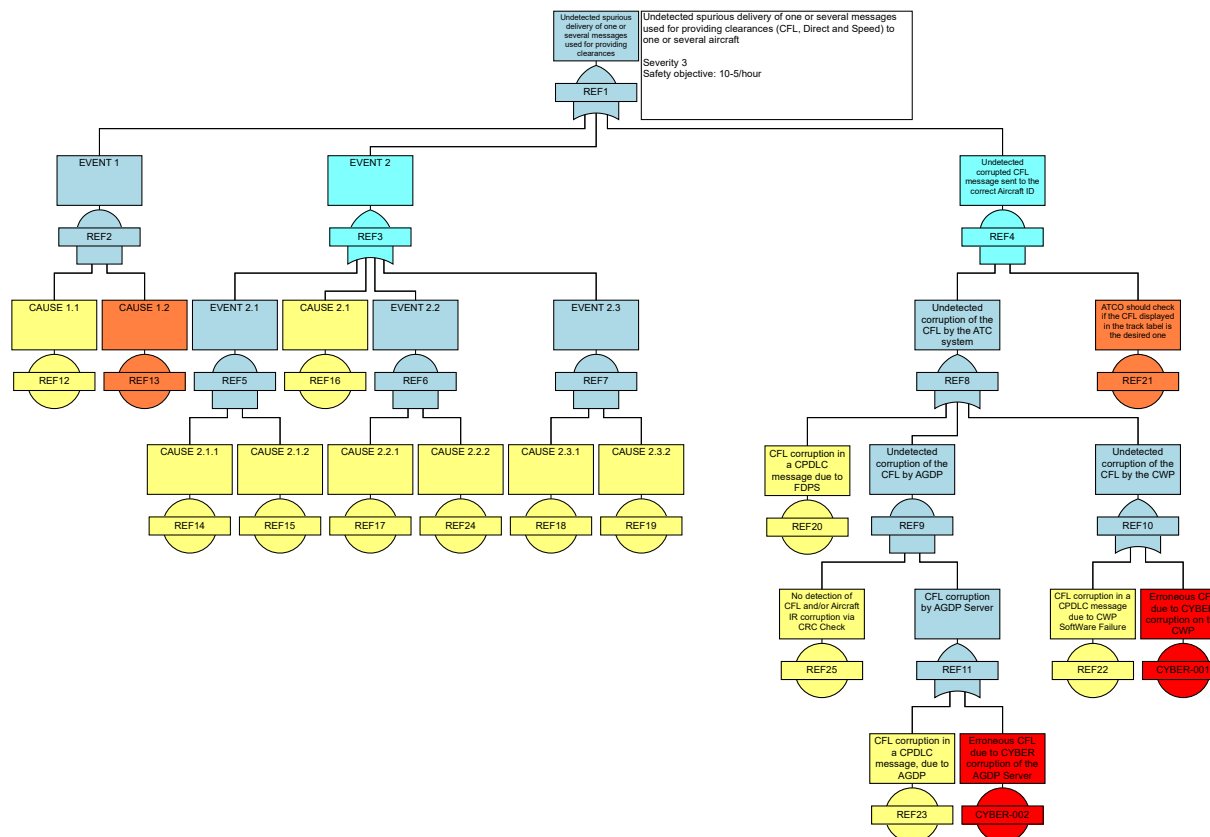 Undetected spurious
delivery of one or
several messages
used for providing
clearances
Undetected spurious delivery of one or several messages
used for providing clearances (CFL, Direct and Speed) to
one or several aircraft
Severity 3
Safety objective: 10-5/hour
REF1
EVENT 1
EVENT 2
Undetected
corrupted CFL
message sent to the
correct Aircraft ID
REF2
REF3
REF4
CAUSE 1.1
CAUSE 1.2
EVENT 2.1
CAUSE 2.1
EVENT 2.2
EVENT 2.3
Undetected
corruption of the
CFL by the ATC
system
ATCO should check
if the CFL displayed
in the track label is
the desired one
REF12
REF13
REF5
REF16
REF6
REF7
REF8
REF21
CAUSE 2.1.1
CAUSE 2.1.2
CAUSE 2.2.1
CAUSE 2.2.2
CAUSE 2.3.1
CAUSE 2.3.2
CFL corruption in
a CPDLC
message due to
FDPS
Undetected
corruption of the
CFL by AGDP
Undetected
corruption of the
CFL by the CWP
REF14
REF15
REF17
REF24
REF18
REF19
REF20
REF9
REF10
No detection of
CFL and/or Aircraft
IR corruption via
CRC Check
CFL corruption
by AGDP Server
CFL corruption in a
CPDLC message
due to CWP
SoftWare Failure
Erroneous CF
due to CYBE
corruption on t
CWP
REF25
REF11
REF22
CYBER-001
CFL corruption in
a CPDLC
message, due to
AGDP
Erroneous CFL
due to CYBER
corruption of the
AGDP Server
REF23
CYBER-002